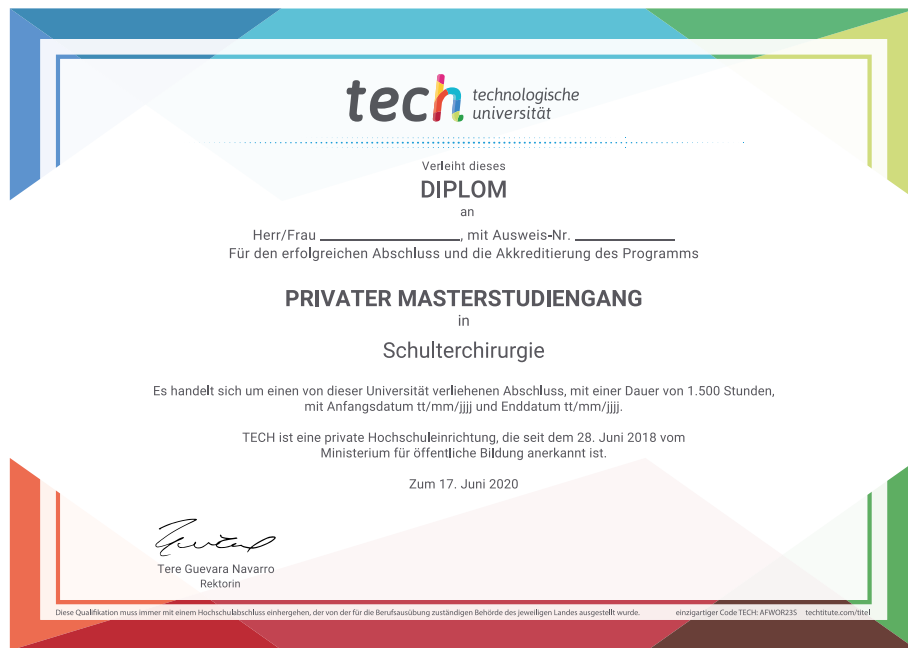 tech technologische
universität
Verleiht dieses
DIPLOM
an
Herr/Frau ________________, mit Ausweis-Nr. ________________
Für den erfolgreichen Abschluss und die Akkreditierung des Programms
PRIVATER MASTERSTUDIENGANG
in
Schulterchirurgie
Es handelt sich um einen von dieser Universität verliehenen Abschluss, mit einer Dauer von 1.500 Stunden,
mit Anfangsdatum tt/mm/jjjj und Enddatum tt/mm/jjjj.
TECH ist eine private Hochschuleinrichtung, die seit dem 28. Juni 2018 vom
Ministerium für öffentliche Bildung anerkannt ist.
Zum 17. Juni 2020
Tere Guevara Navarro
Rektorin
Diese Qualifikation muss immer mit einem Hochschulabschluss einhergehen, der von der für die Berufsausübung zuständigen Behörde des jeweiligen Landes ausgestellt wurde. einzigartiger Code TECH: AFWOR23S techtitute.com/titel